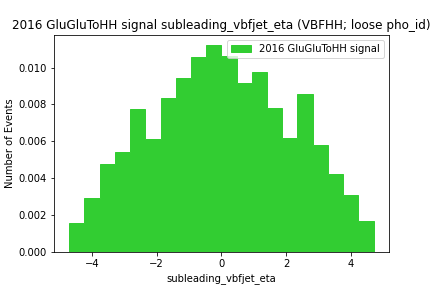 2016 GluGluToHH signal subleading_vbfjet_eta (VBFHH; loose pho_id)
2016 GluGluToHH signal
0.010
0.008
0.006
0.004
0.002
0.000
Number of Events
−4
−2
0
2
4
subleading_vbfjet_eta